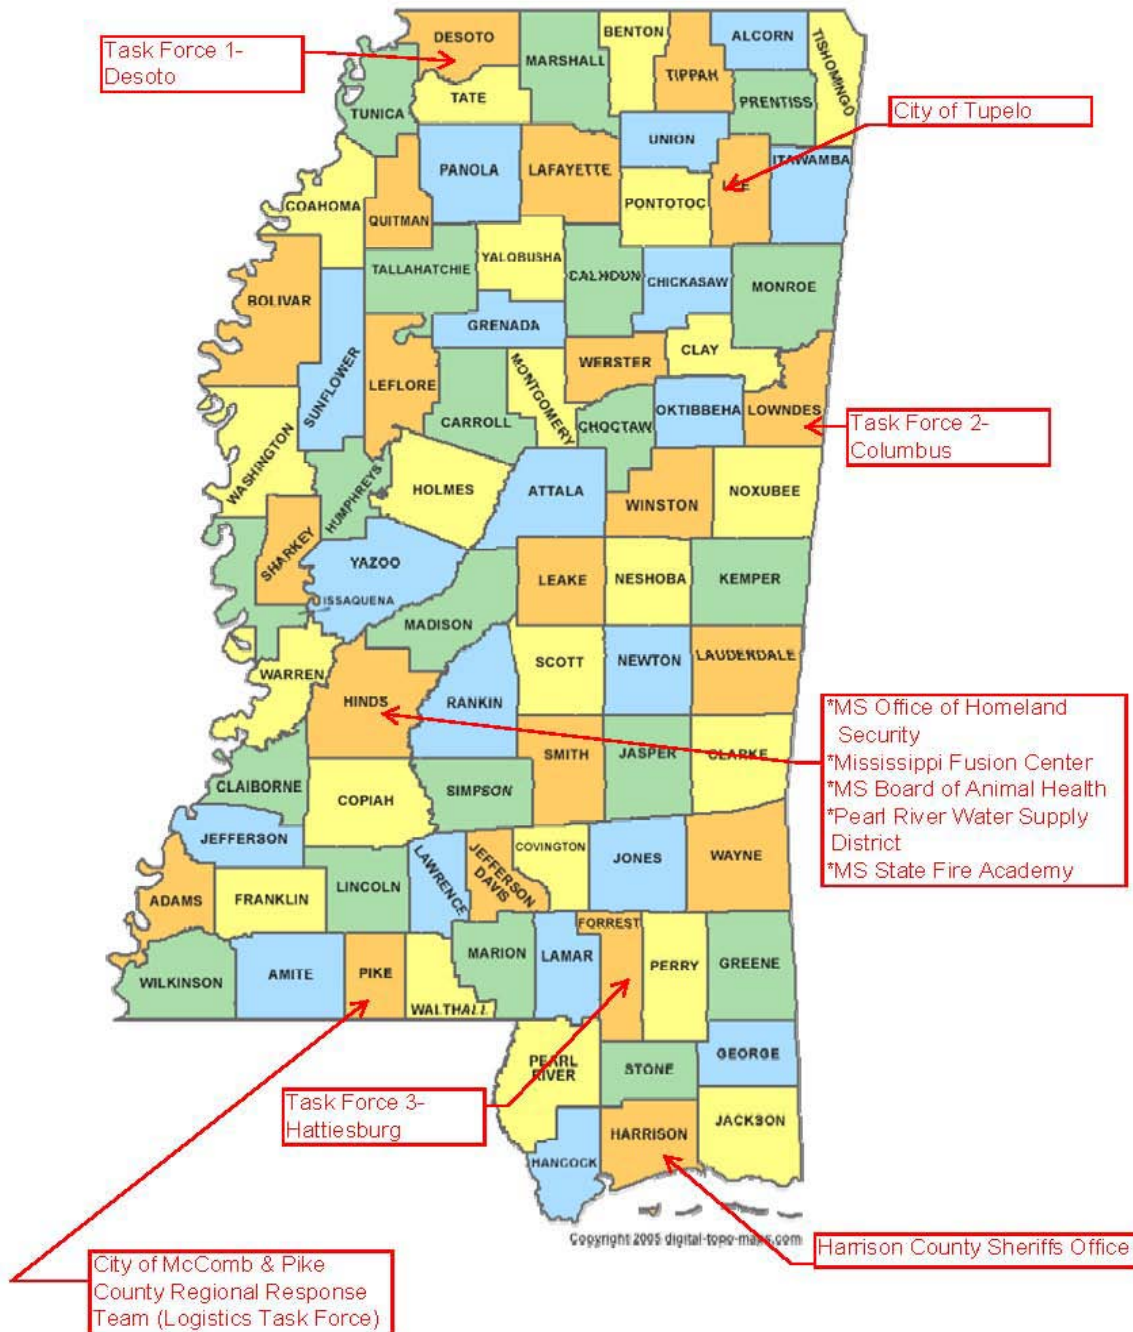 DESOTO
BENTON
ALCORN
TISHOMINGO
Task Force 1-
Desoto
MARSHALL
TIPPAH
TATE
PRENTISS
TUNICA
City of Tupelo
UNION
ITAWAMBA
PANOLA
LAFAYETTE
LEE
COAHOMA
QUITMAN
PONTOTOC
YALOBUSHA
TALLAHATCHIE
CALHOUN
CHICKASAW
MONROE
BOLIVAR
GRENADA
SUNFLOWER
LEFLORE
MONTGOMERY
WEBSTER
CLAY
CARROLL
CHOCTAW
OKTIBBEHA
LOWNDES
Task Force 2-
Columbus
WASHINGTON
HUMPHREYS
HOLMES
ATTALA
WINSTON
NOXUBEE
SHARKEY
YAZOO
LEAKE
NESHOBA
KEMPER
ISSAQUENA
MADISON
WARREN
SCOTT
NEWTON
LAUDERDALE
HINDS
RANKIN
*MS Office of Homeland
Security
*Mississippi Fusion Center
*MS Board of Animal Health
*Pearl River Water Supply
District
*MS State Fire Academy
SMITH
JASPER
CLARKE
CLAIBORNE
COPIAH
SIMPSON
JEFFERSON
LAWRENCE
JEFFERSON
DAVIS
COVINGTON
JONES
WAYNE
ADAMS
FRANKLIN
LINCOLN
FORREST
WILKINSON
AMITE
PIKE
WALTHALL
MARION
LAMAR
PERRY
GREENE
PEARL
RIVER
STONE
GEORGE
Task Force 3-
Hattiesburg
HANCOCK
HARRISON
JACKSON
Copyright 2005 digital-topo-maps.com
Harrison County Sheriffs Office
City of McComb & Pike
County Regional Response
Team (Logistics Task Force)